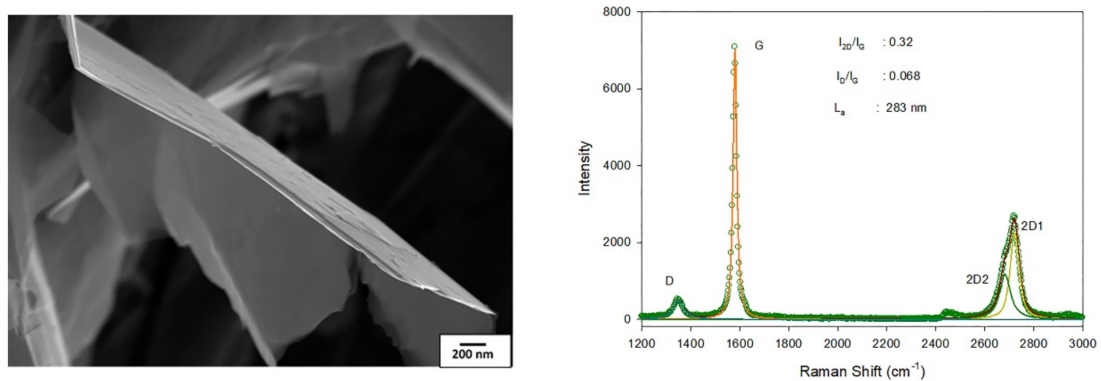 200 nm
8000
6000
4000
2000
0
Intensity
G
I2D/IG : 0.32
ID/IG : 0.068
La : 283 nm
D
2D2
2D1
1200 1400 1600 1800 2000 2200 2400 2600 2800 3000
Raman Shift (cm-1)